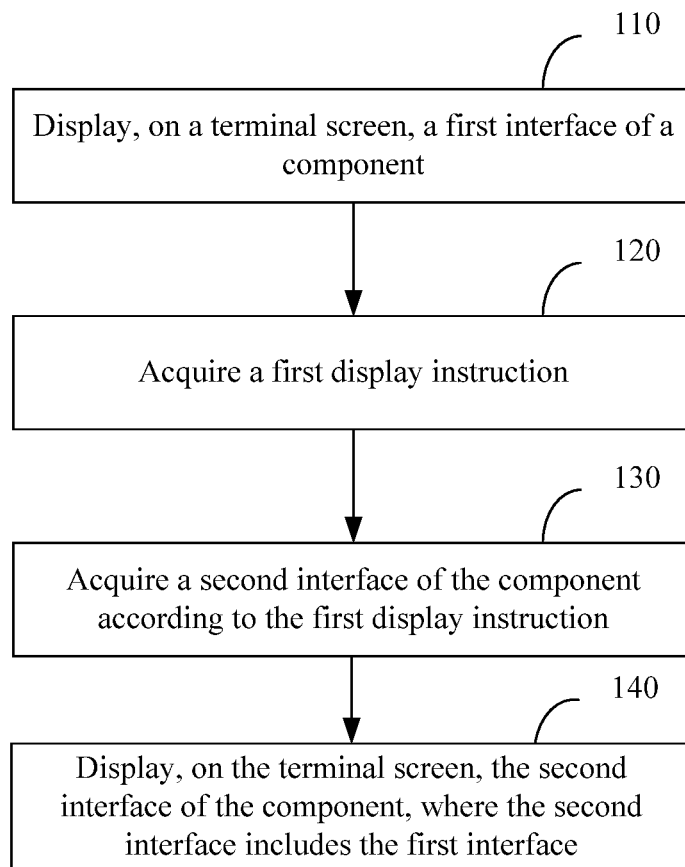 110
Display, on a terminal screen, a first interface of a
component
120
Acquire a first display instruction
130
Acquire a second interface of the component
according to the first display instruction
140
Display, on the terminal screen, the second
interface of the component, where the second
interface includes the first interface